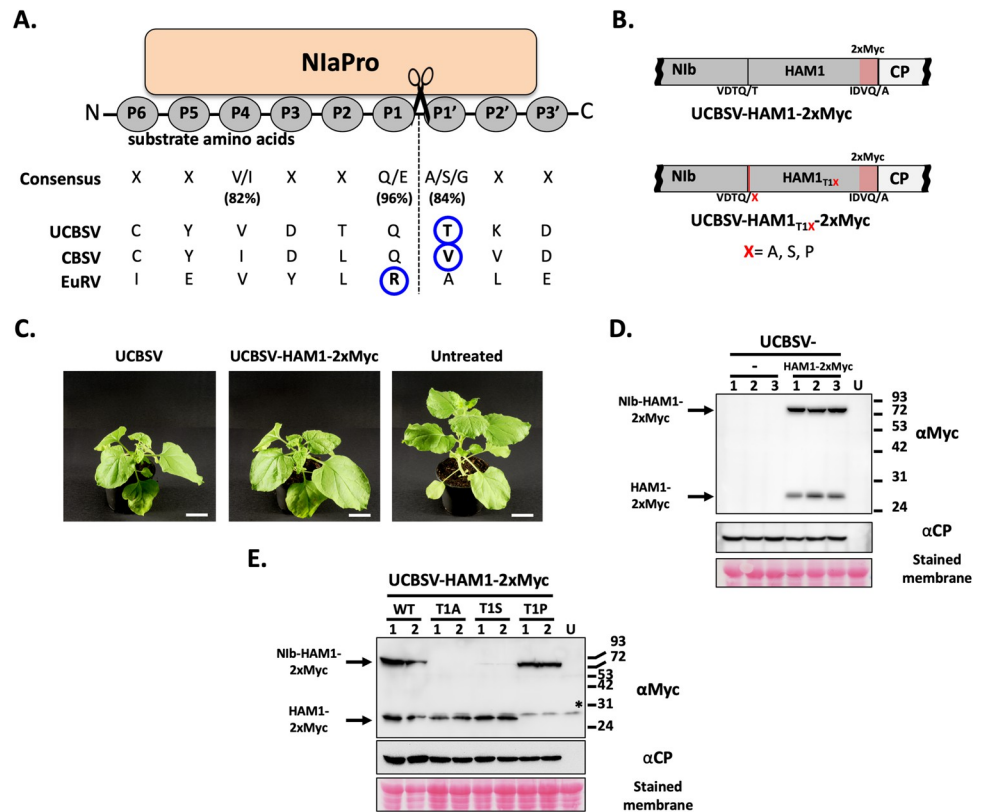 A.
NIaPro
N P6 P5 P4 P3 P2 P1 P1’ P2’ P3’ C
substrate amino acids
Consensus X X V/I X X Q/E A/S/G X X
(82%) (96%) (84%)
UCBSV C Y V D T Q T K D
CBSV C Y I D L Q V V D
EuRV I E V Y L R A L E
B.
2xMyc
NIb HAM1 CP
VDTQ/T IDVQ/A
UCBSV-HAM1-2xMyc
2xMyc
NIb HAM1T1X CP
VDTQ/X IDVQ/A
UCBSV-HAM1T1X-2xMyc
X= A, S, P
C.
UCBSV UCBSV-HAM1-2xMyc Untreated
D.
UCBSV-
- HAM1-2xMyc
1 2 3 1 2 3 U
NIb-HAM1-
2xMyc
HAM1-
2xMyc
93
72
53
42
31
24
αMyc
αCP
Stained
membrane
E.
UCBSV-HAM1-2xMyc
WT T1A T1S T1P
1 2 1 2 1 2 1 2 U
NIb-HAM1-
2xMyc
HAM1-
2xMyc
93
72
53
42
* 31
24
αMyc
αCP
Stained
membrane